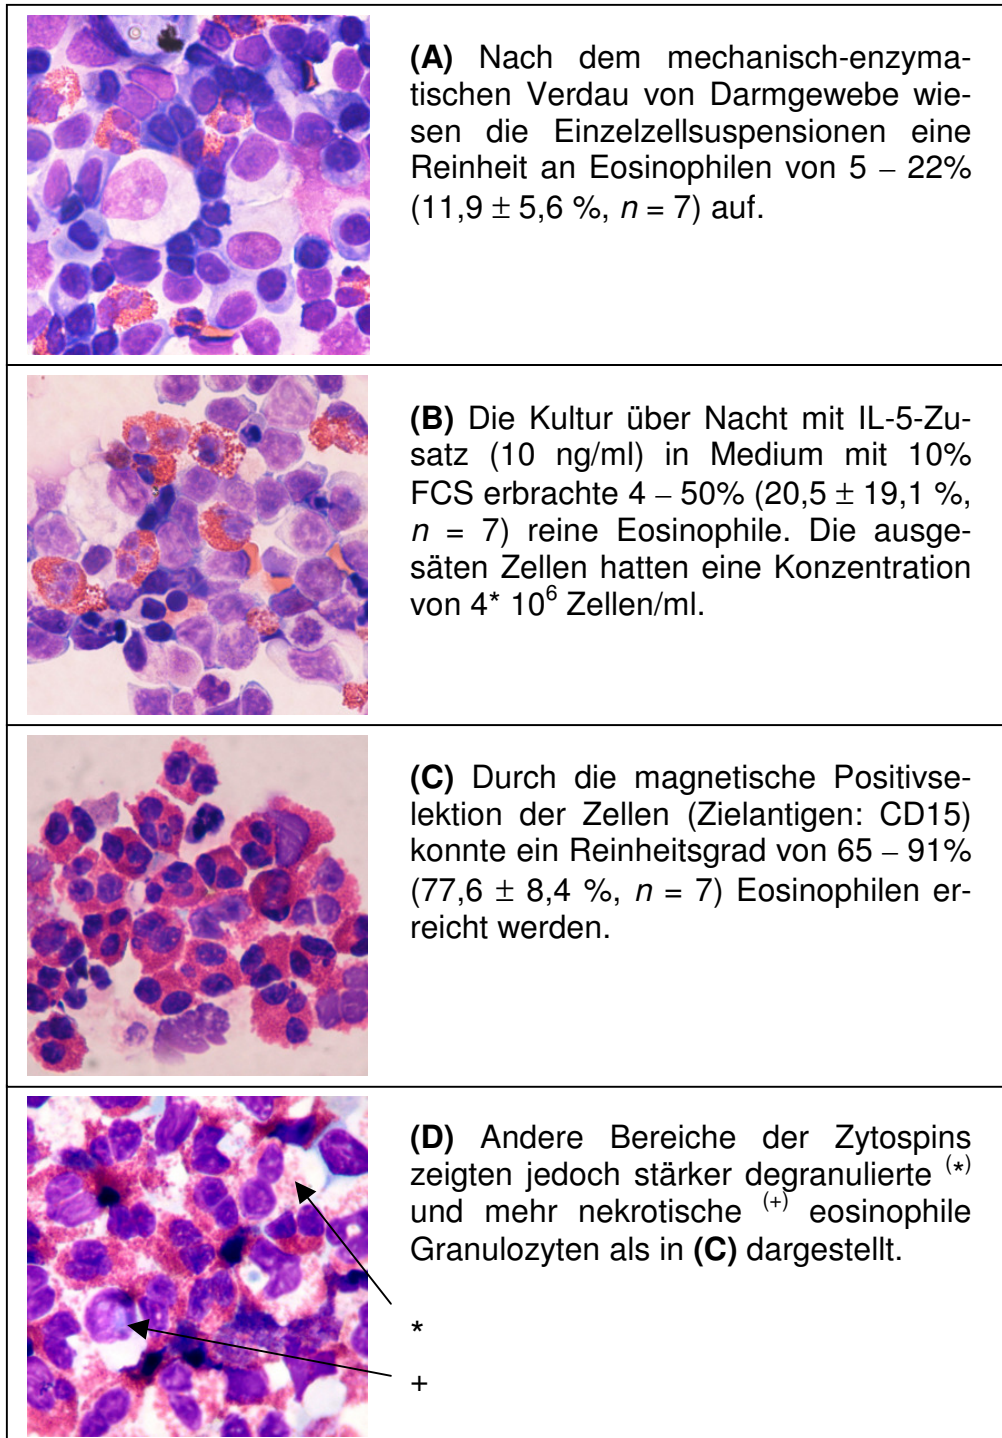 (A) Nach dem mechanisch-enzyma-
tischen Verdau von Darmgewebe wie-
sen die Einzelzellsuspensionen eine
Reinheit an Eosinophilen von 5 – 22%
(11,9 ± 5,6 %, n = 7) auf.
(B) Die Kultur über Nacht mit IL-5-Zu-
satz (10 ng/ml) in Medium mit 10%
FCS erbrachte 4 – 50% (20,5 ± 19,1 %,
n = 7) reine Eosinophile. Die ausge-
säten Zellen hatten eine Konzentration
von 4* 10⁶ Zellen/ml.
(C) Durch die magnetische Positivse-
lektion der Zellen (Zielantigen: CD15)
konnte ein Reinheitsgrad von 65 – 91%
(77,6 ± 8,4 %, n = 7) Eosinophilen er-
reicht werden.
(D) Andere Bereiche der Zytospins
zeigten jedoch stärker degranulierte (*)
und mehr nekrotische (+) eosinophile
Granulozyten als in (C) dargestellt.
*
+